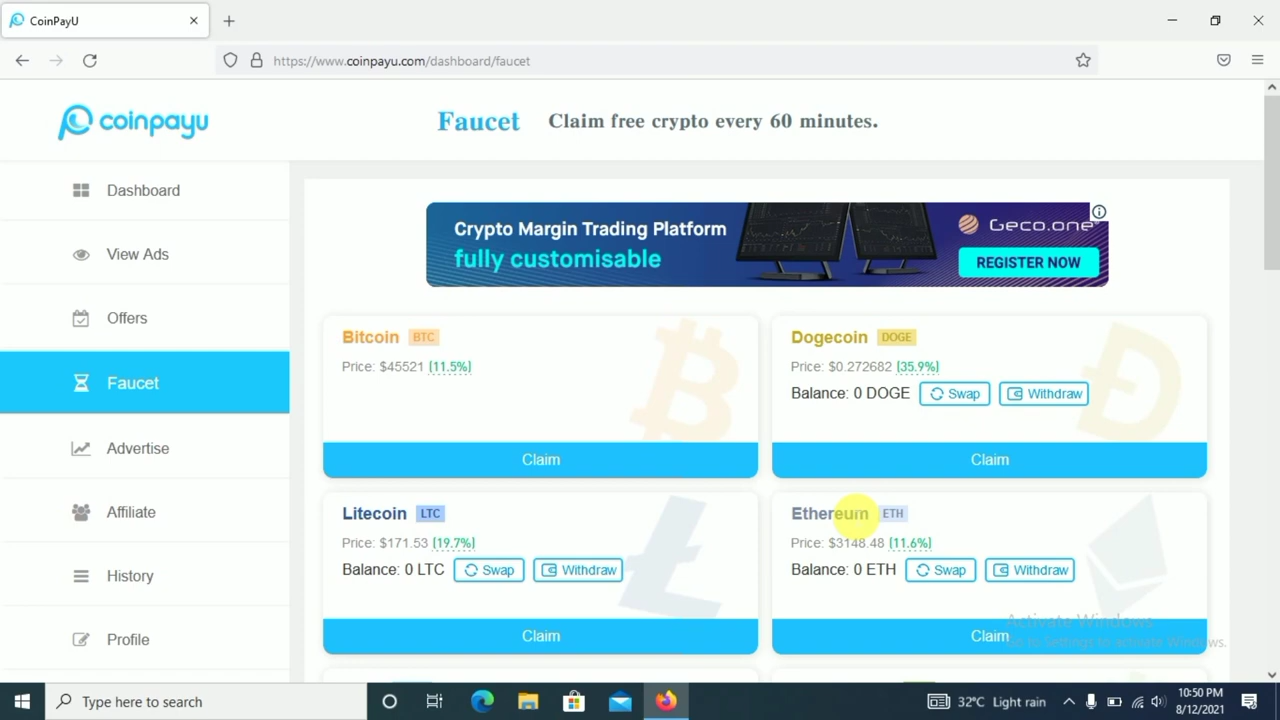 CoinPayU
https://www.coinpayu.com/dashboard/faucet
coinpayu
Faucet Claim free crypto every 60 minutes.
Dashboard
View Ads
Offers
Faucet
Advertise
Affiliate
History
Profile
Crypto Margin Trading Platform
fully customisable
Geco.one
REGISTER NOW
Bitcoin BTC
Price: $45521 (11.5%)
Claim
Dogecoin DOGE
Price: $0.272682 (35.9%)
Balance: 0 DOGE Swap Withdraw
Claim
Litecoin LTC
Price: $171.53 (19.7%)
Balance: 0 LTC Swap Withdraw
Claim
Ethereum ETH
Price: $3148.48 (11.6%)
Balance: 0 ETH Swap Withdraw
Claim
Activate Windows
Go to Settings to activate Windows.
Type here to search
32°C Light rain
10:50 PM
8/12/2021